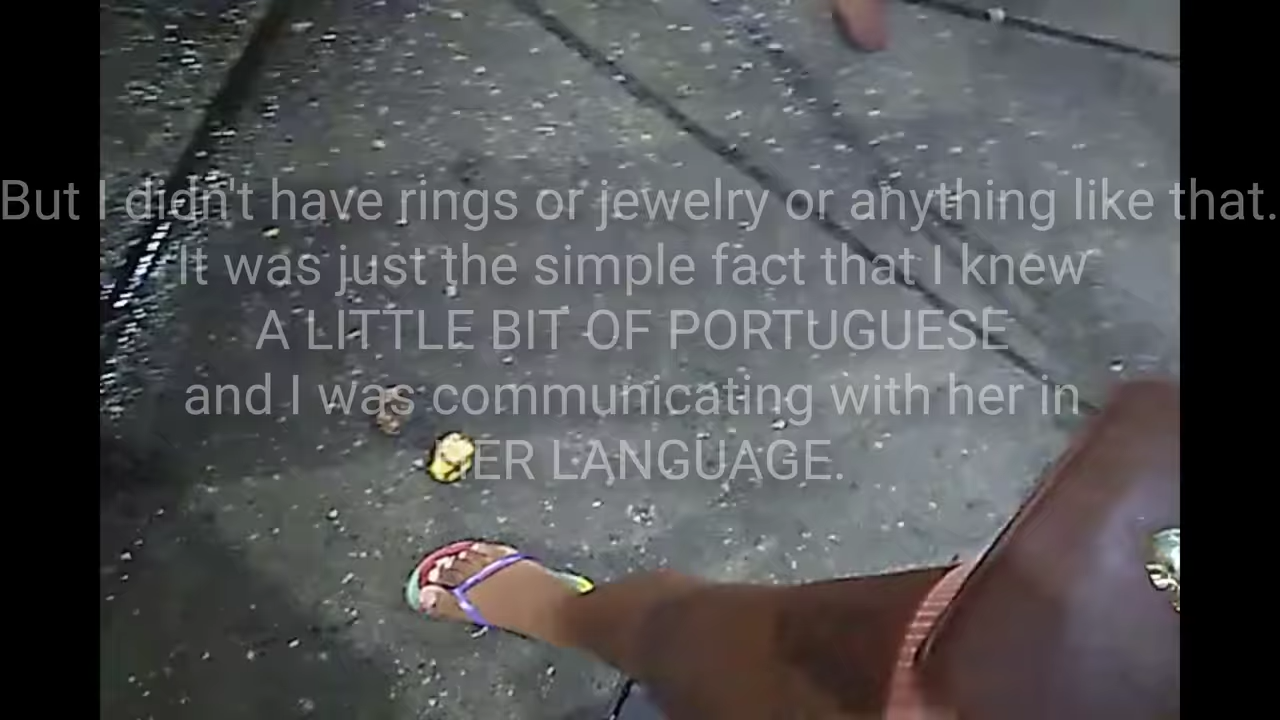 But I didn't have rings or jewelry or anything like that.
It was just the simple fact that I knew
A LITTLE BIT OF PORTUGUESE
and I was communicating with her in
HER LANGUAGE.